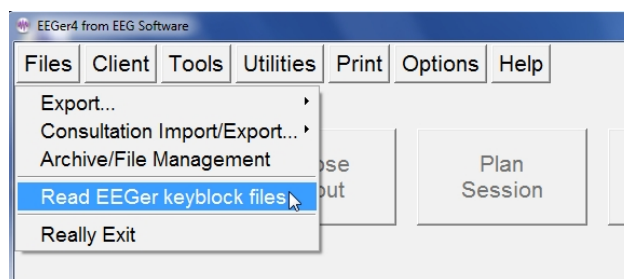 EEGer4 from EEG Software
Files Client Tools Utilities Print Options Help
Export...
Consultation Import/Export...
Archive/File Management
Read EEGer keyblock files
Really Exit
Plan
Session